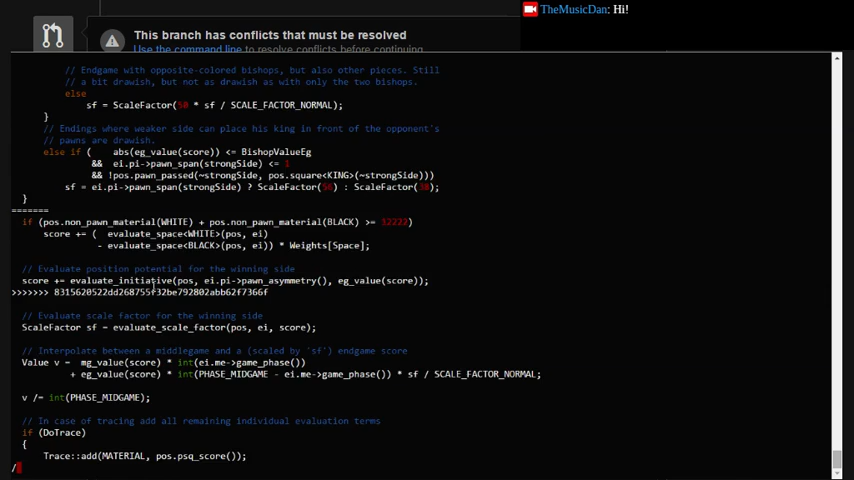 This branch has conflicts that must be resolved
Use the command line to resolve conflicts before continuing.
TheMusicDan: Hi!
// Endgame with opposite-colored bishops, but also other pieces. Still
// a bit drawish, but not as drawish as with only the two bishops.
else
sf = ScaleFactor(50 * sf / SCALE_FACTOR_NORMAL);
}
// Endings where weaker side can place his king in front of the opponent's
// pawns are drawish.
else if (    abs(eg_value(score)) <= BishopValueEg
&&  ei.pi->pawn_span(strongSide) <= 1
&& !pos.pawn_passed(~strongSide, pos.square<KING>(~strongSide)))
sf = ei.pi->pawn_span(strongSide) ? ScaleFactor(56) : ScaleFactor(38);
}
=======
if (pos.non_pawn_material(WHITE) + pos.non_pawn_material(BLACK) >= 32222)
score += (  evaluate_space<WHITE>(pos, ei)
- evaluate_space<BLACK>(pos, ei)) * Weights[Space];
// Evaluate position potential for the winning side
score += evaluate_initiative(pos, ei.pi->pawn_asymmetry(), eg_value(score));
>>>>>>> 8315620522dd268755f32be792802abb62f7366f
// Evaluate scale factor for the winning side
ScaleFactor sf = evaluate_scale_factor(pos, ei, score);
// Interpolate between a middlegame and a (scaled by 'sf') endgame score
Value v =  mg_value(score) * int(ei.me->game_phase())
+ eg_value(score) * int(PHASE_MIDGAME - ei.me->game_phase()) * sf / SCALE_FACTOR_NORMAL;
v /= int(PHASE_MIDGAME);
// In case of tracing add all remaining individual evaluation terms
if (DoTrace)
{
Trace::add(MATERIAL, pos.psq_score());
/